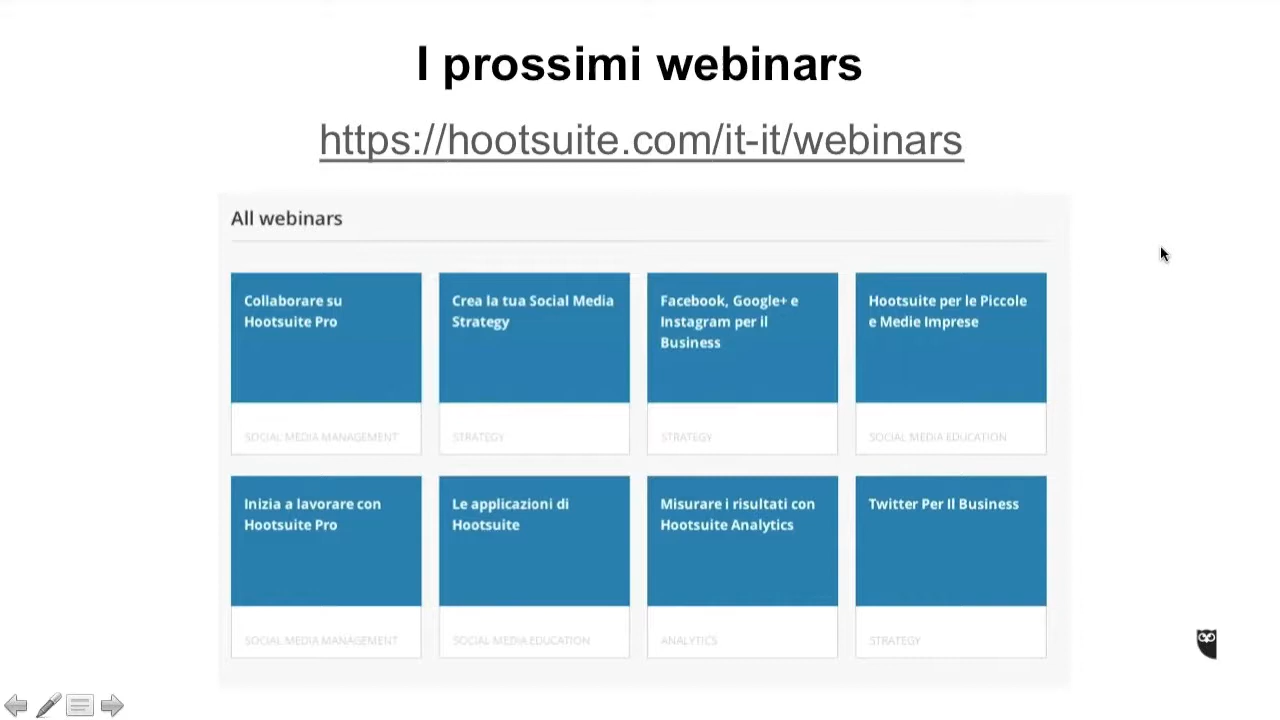 I prossimi webinars
https://hootsuite.com/it-it/webinars
All webinars
Collaborare su
Hootsuite Pro
SOCIAL MEDIA MANAGEMENT
Crea la tua Social Media
Strategy
STRATEGY
Facebook, Google+ e
Instagram per il
Business
STRATEGY
Hootsuite per le Piccole
e Medie Imprese
SOCIAL MEDIA EDUCATION
Inizia a lavorare con
Hootsuite Pro
SOCIAL MEDIA MANAGEMENT
Le applicazioni di
Hootsuite
SOCIAL MEDIA EDUCATION
Misurare i risultati con
Hootsuite Analytics
ANALYTICS
Twitter Per Il Business
STRATEGY